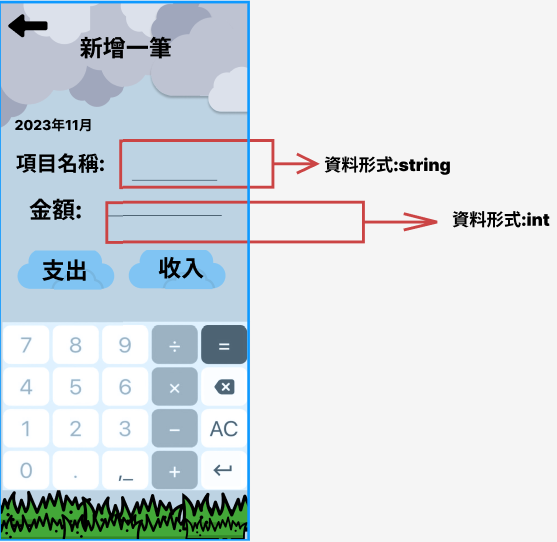 新增一筆
2023年11月
項目名稱:
資料形式:string
金額:
資料形式:int
支出
收入
7 8 9 ÷ =
4 5 6 ×
1 2 3 − AC
0 . ,_ +